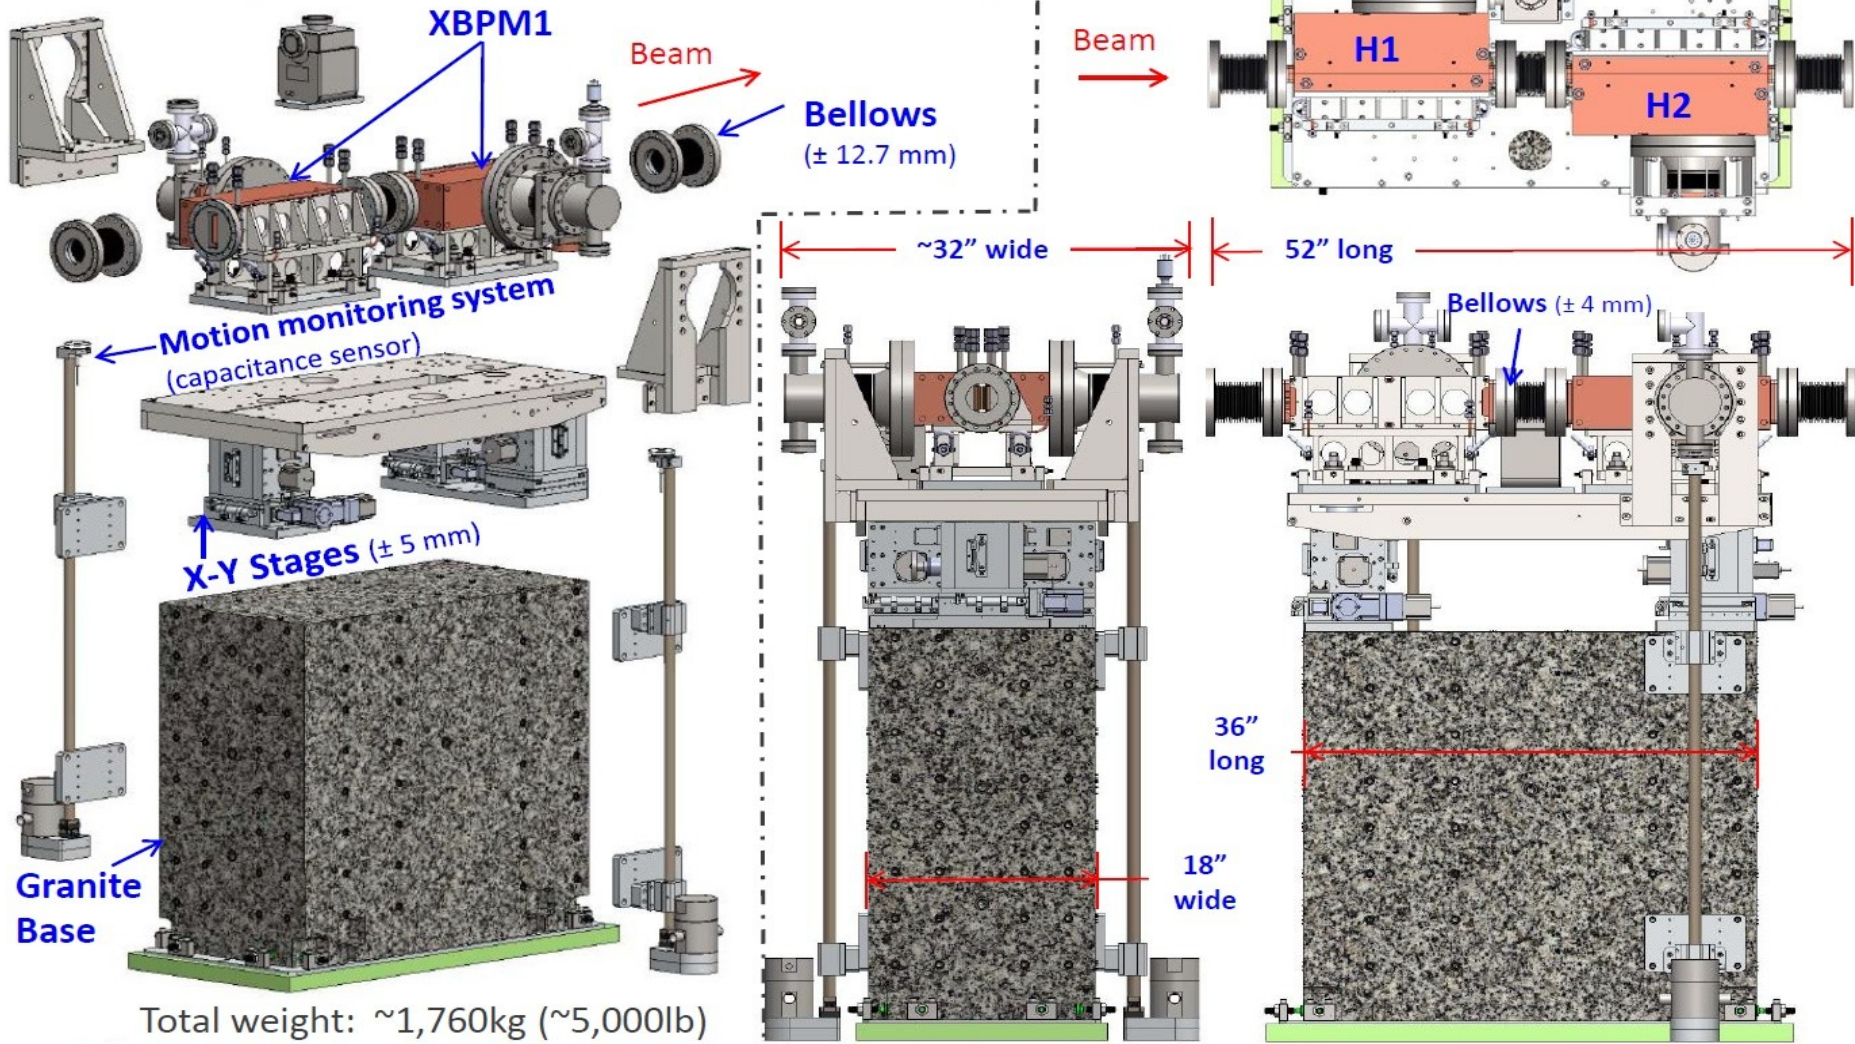 XBPM1
Beam
Bellows
(± 12.7 mm)
Motion monitoring system
(capacitance sensor)
X-Y Stages (± 5 mm)
Granite
Base
Total weight: ~1,760kg (~5,000lb)
Beam
H1
H2
~32” wide
52” long
Bellows (± 4 mm)
36”
long
18”
wide